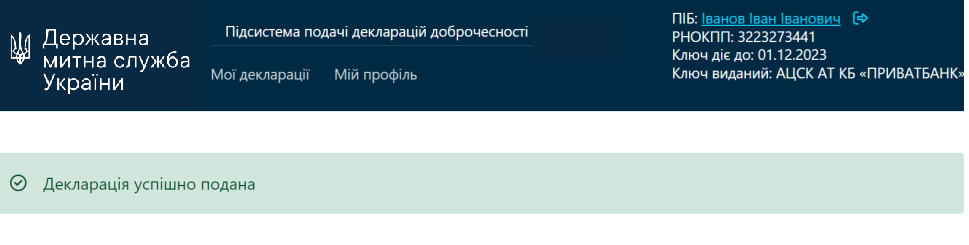 Державна
митна служба
України
Підсистема подачі декларацій доброчесності
Мої декларації Мій профіль
ПІБ: Іванов Іван Іванович
РНОКПП: 3223273441
Ключ діє до: 01.12.2023
Ключ виданий: АЦСК АТ КБ «ПРИВАТБАНК»
Декларація успішно подана